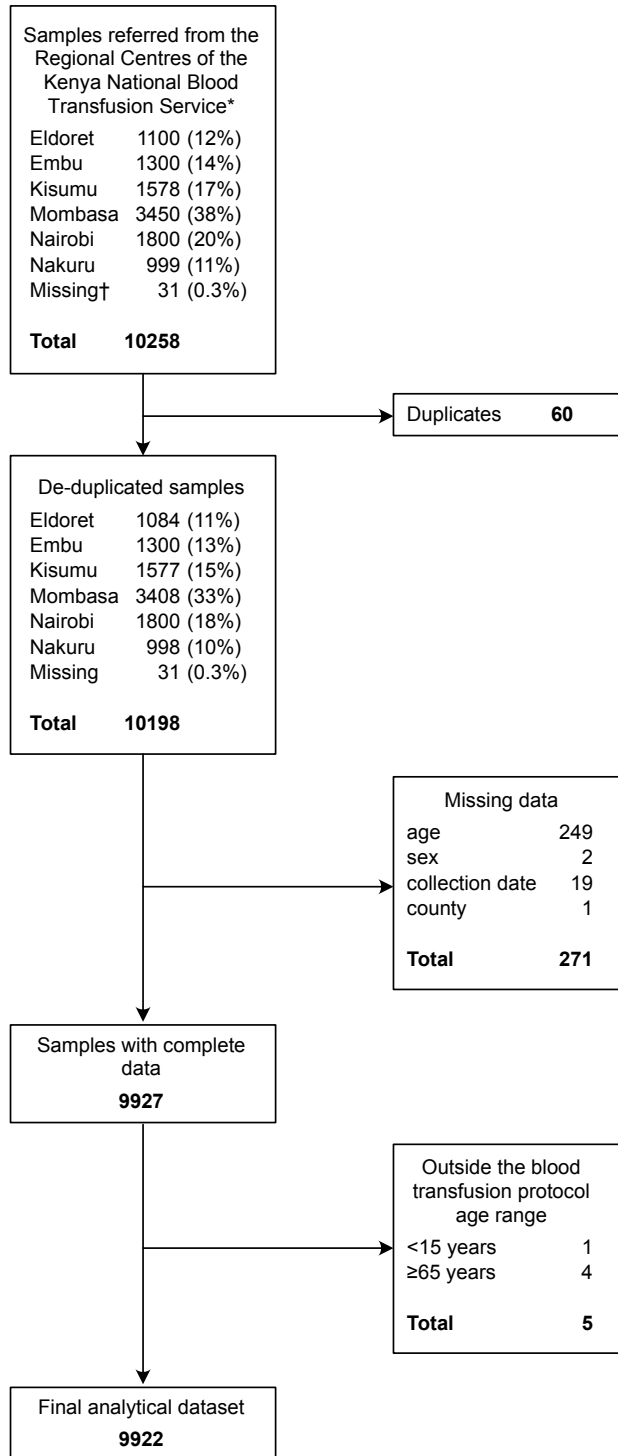 Samples referred from the
Regional Centres of the
Kenya National Blood
Transfusion Service*
Eldoret 1100 (12%)
Embu 1300 (14%)
Kisumu 1578 (17%)
Mombasa 3450 (38%)
Nairobi 1800 (20%)
Nakuru 999 (11%)
Missing† 31 (0.3%)
Total 10258
Duplicates 60
De-duplicated samples
Eldoret 1084 (11%)
Embu 1300 (13%)
Kisumu 1577 (15%)
Mombasa 3408 (33%)
Nairobi 1800 (18%)
Nakuru 998 (10%)
Missing 31 (0.3%)
Total 10198
Missing data
age 249
sex 2
collection date 19
county 1
Total 271
Samples with complete
data
9927
Outside the blood
transfusion protocol
age range
<15 years 1
≥65 years 4
Total 5
Final analytical dataset
9922